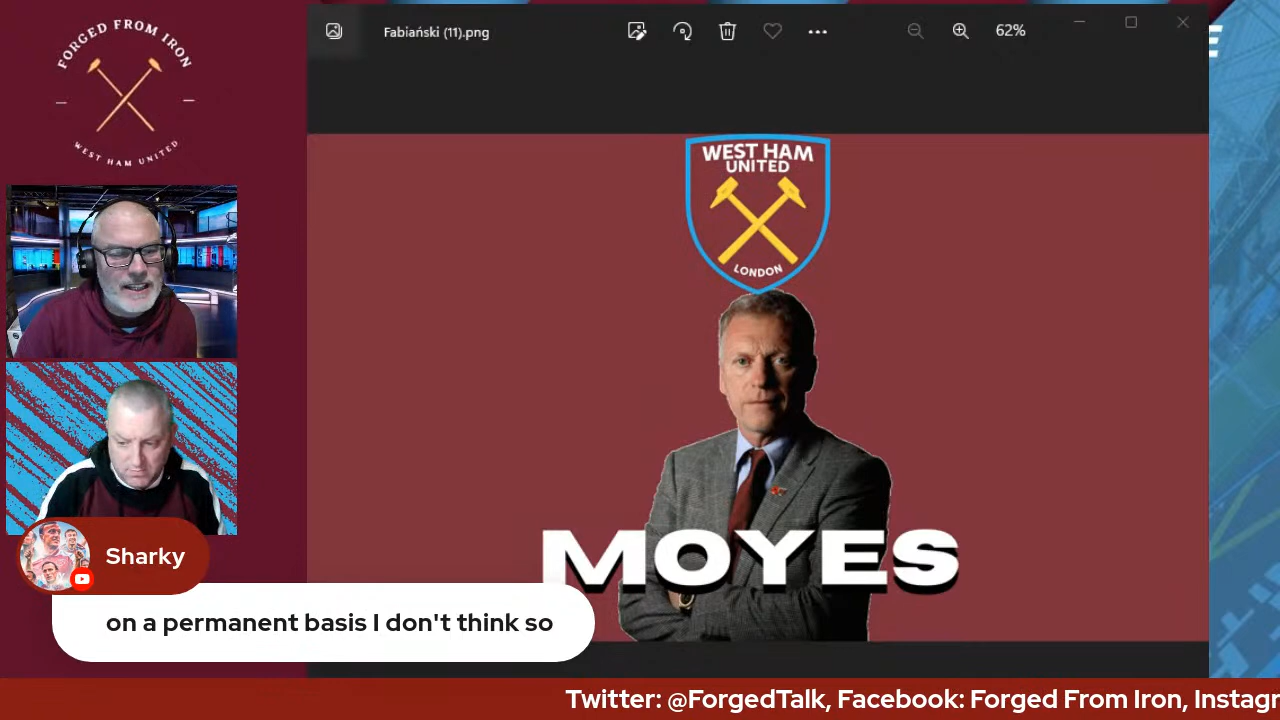 FORGED FROM IRON
WEST HAM UNITED
Fabiański (11).png
62%
E
WEST HAM
UNITED
LONDON
MOYES
Sharky
on a permanent basis I don't think so
Twitter: @ForgedTalk, Facebook: Forged From Iron, Instagr